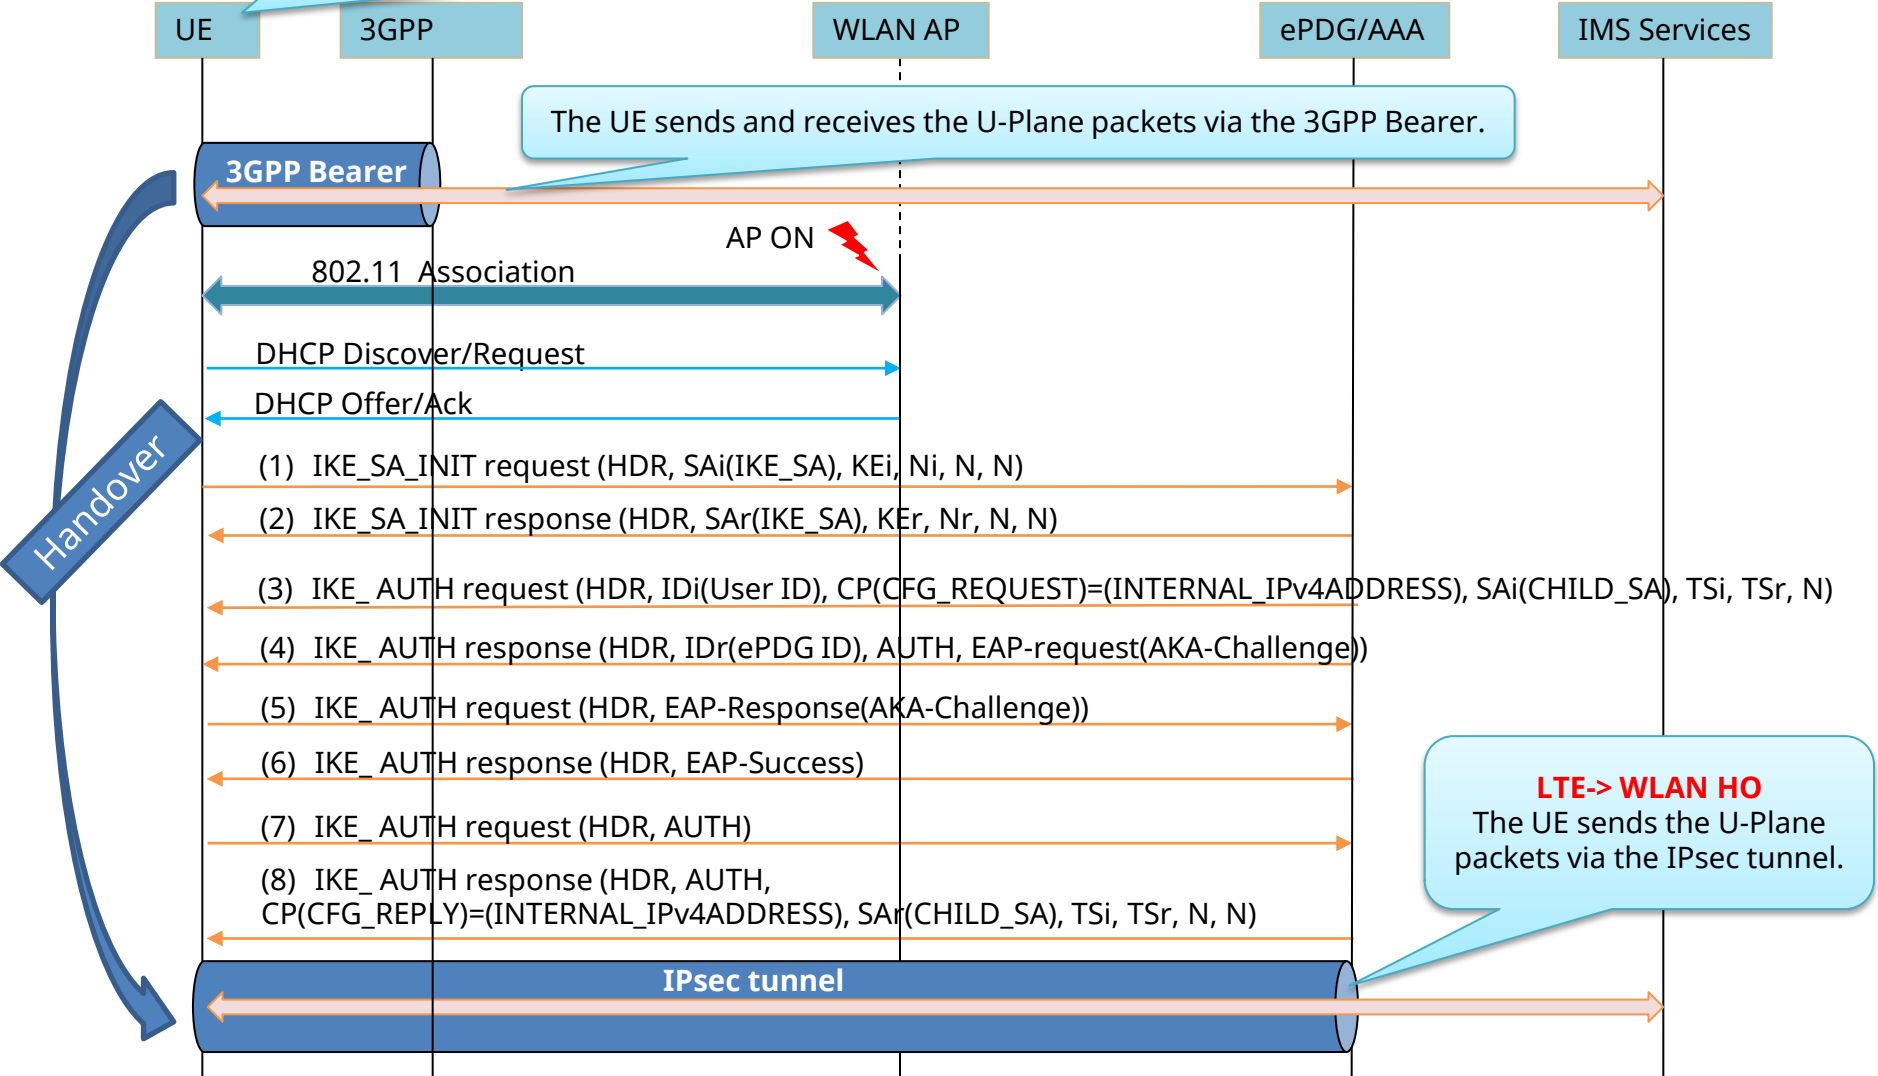 UE
3GPP
WLAN AP
ePDG/AAA
IMS Services
The UE sends and receives the U-Plane packets via the 3GPP Bearer.
3GPP Bearer
AP ON
802.11 Association
DHCP Discover/Request
DHCP Offer/Ack
Handover
(1) IKE_SA_INIT request (HDR, SAi(IKE_SA), KEi, Ni, N, N)
(2) IKE_SA_INIT response (HDR, SAr(IKE_SA), KEr, Nr, N, N)
(3) IKE_ AUTH request (HDR, IDi(User ID), CP(CFG_REQUEST)=(INTERNAL_IPv4ADDRESS), SAi(CHILD_SA), TSi, TSr, N)
(4) IKE_ AUTH response (HDR, IDr(ePDG ID), AUTH, EAP-request(AKA-Challenge))
(5) IKE_ AUTH request (HDR, EAP-Response(AKA-Challenge))
(6) IKE_ AUTH response (HDR, EAP-Success)
(7) IKE_ AUTH request (HDR, AUTH)
(8) IKE_ AUTH response (HDR, AUTH,
CP(CFG_REPLY)=(INTERNAL_IPv4ADDRESS), SAr(CHILD_SA), TSi, TSr, N, N)
LTE-> WLAN HO
The UE sends the U-Plane
packets via the IPsec tunnel.
IPsec tunnel